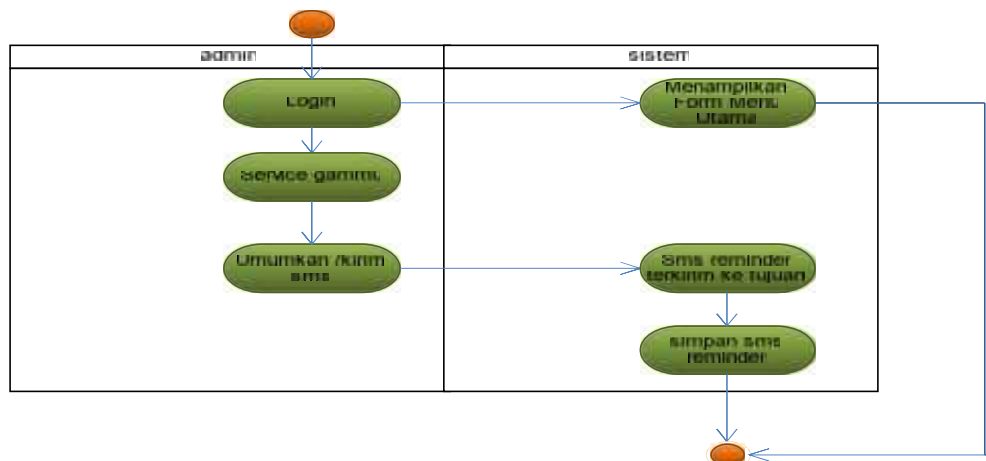 admin
sistem
Login
Menampilkan
Form Menu
Utama
Service gammu
Umumkan /kirim
sms
Sms reminder
terkirim ke tujuan
simpan sms
reminder